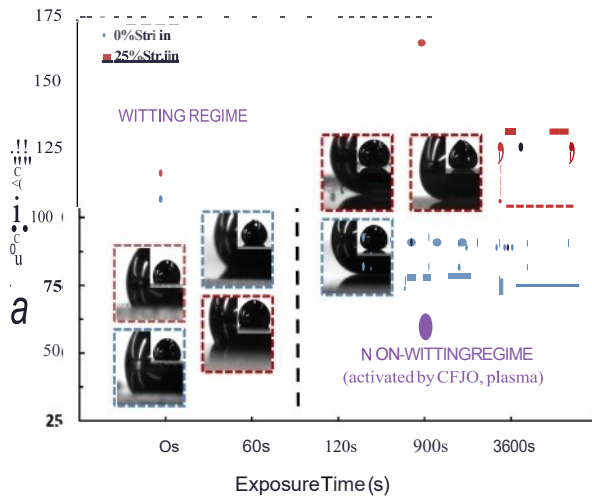 175
0%Stri in
25%Str.iin
150
WITTING REGIME
125
100
75
50
25
Os
60s
120s
900s
3600s
N ON-WITTINGREGIME
(activated by CFJO, plasma)
ExposureTime (s)
a